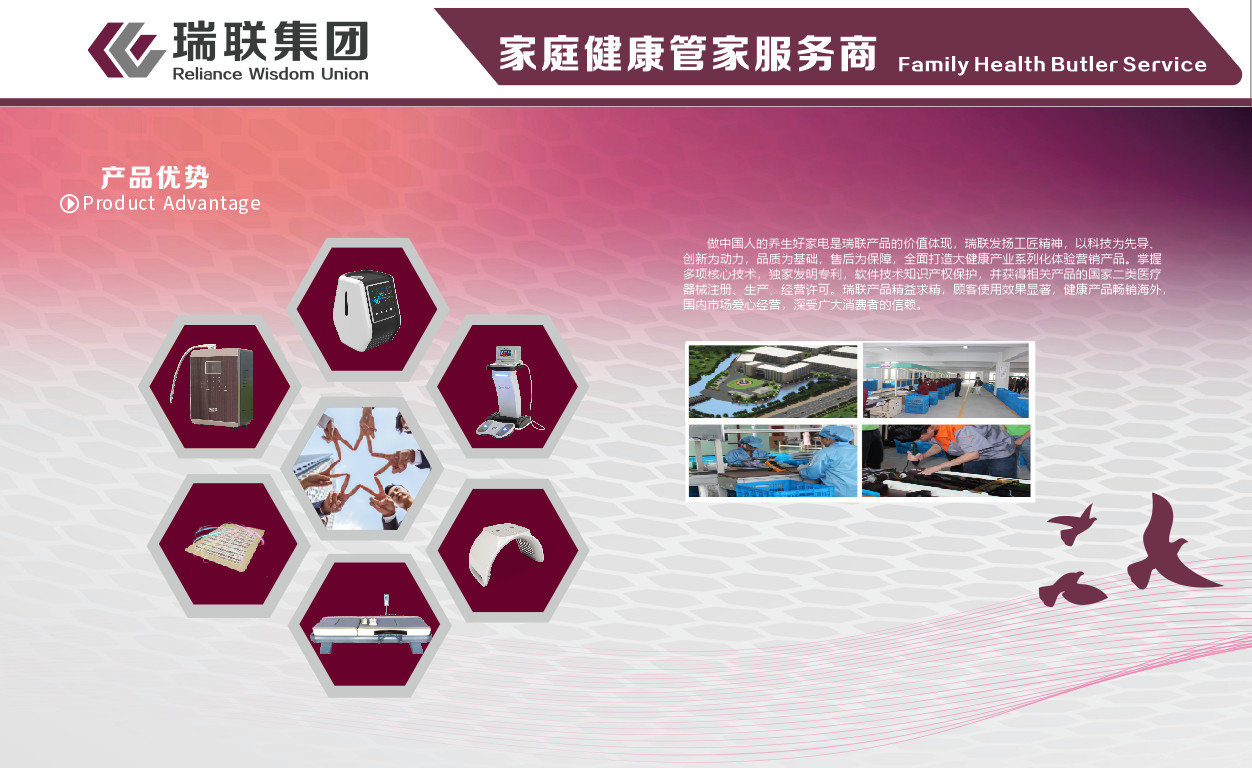 瑞联集团
Reliance Wisdom Union
家庭健康管家服务商 Family Health Butler Service
产品优势
Product Advantage
做中国人的养生好家电是瑞联产品的价值体现，瑞联发扬工匠精神，以科技为先导、
创新为动力，品质为基础，售后为保障，全面打造大健康产业系列化体验营销产品。掌握
多项核心技术，独家发明专利，软件技术知识产权保护，并获得相关产品的国家二类医疗
器械注册、生产、经营许可。瑞联产品精益求精，顾客使用效果显著，健康产品畅销海外，
国内市场爱心经营，深受广大消费者的信赖。